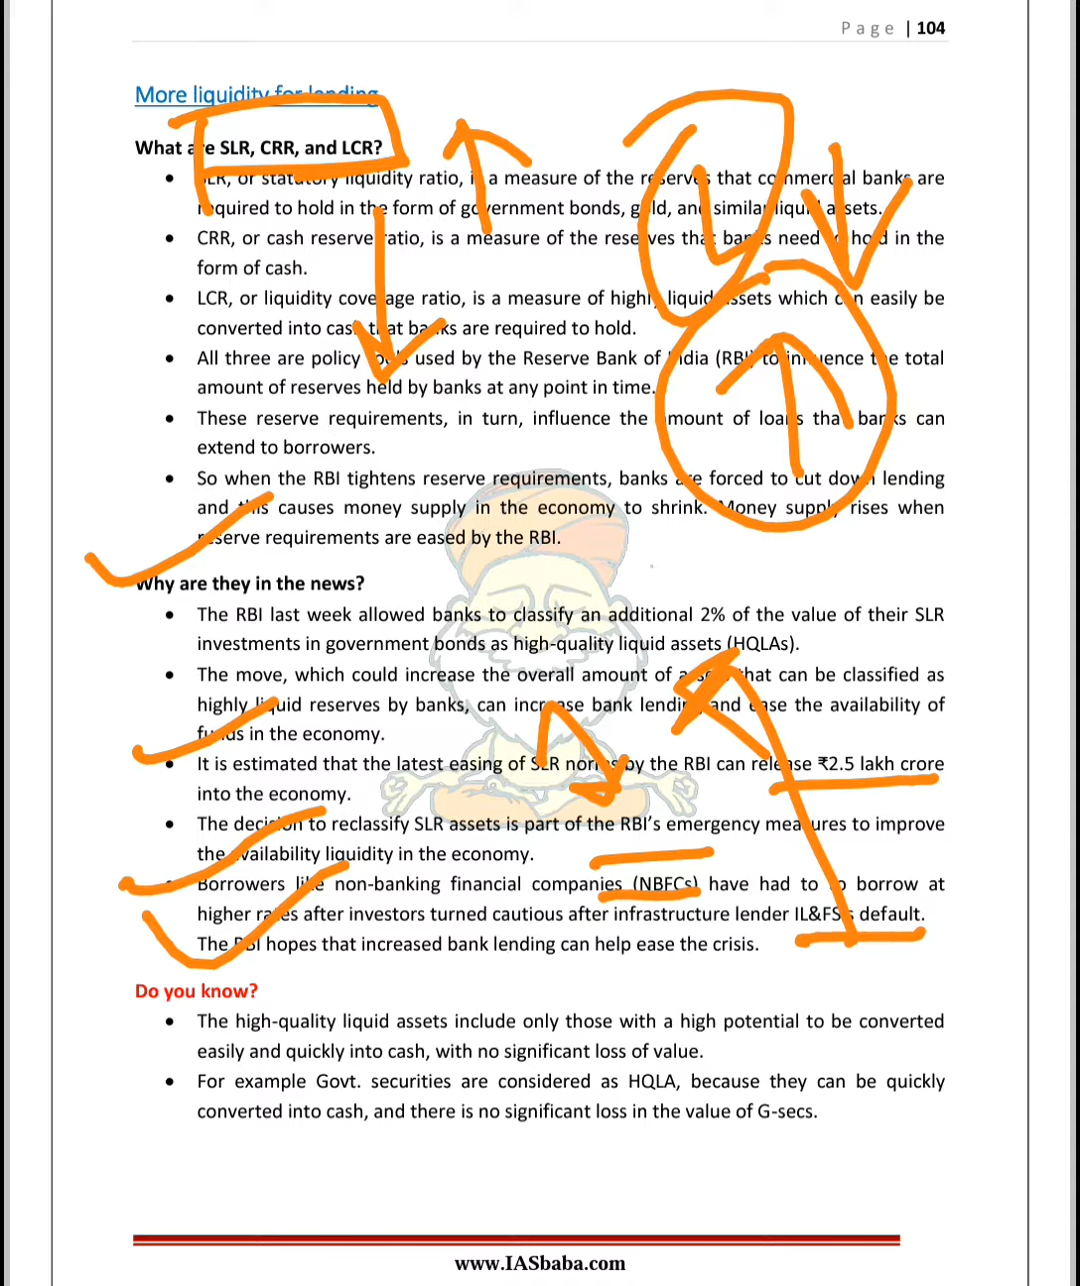 Page | 104
More liquidity for lending
What are SLR, CRR, and LCR?
• SLR, or statutory liquidity ratio, is a measure of the reserves that commercial banks are
required to hold in the form of government bonds, gold, and similar liquid assets.
• CRR, or cash reserve ratio, is a measure of the reserves that banks need to hold in the
form of cash.
• LCR, or liquidity coverage ratio, is a measure of highly liquid assets which can easily be
converted into cash that banks are required to hold.
• All three are policy tools used by the Reserve Bank of India (RBI) to influence the total
amount of reserves held by banks at any point in time.
• These reserve requirements, in turn, influence the amount of loans that banks can
extend to borrowers.
• So when the RBI tightens reserve requirements, banks are forced to cut down lending
and this causes money supply in the economy to shrink. Money supply rises when
reserve requirements are eased by the RBI.
Why are they in the news?
• The RBI last week allowed banks to classify an additional 2% of the value of their SLR
investments in government bonds as high-quality liquid assets (HQLAs).
• The move, which could increase the overall amount of assets that can be classified as
highly liquid reserves by banks, can increase bank lending and ease the availability of
funds in the economy.
• It is estimated that the latest easing of SLR norms by the RBI can release ₹2.5 lakh crore
into the economy.
• The decision to reclassify SLR assets is part of the RBI's emergency measures to improve
the availability liquidity in the economy.
• Borrowers like non-banking financial companies (NBFCs) have had to borrow at
higher rates after investors turned cautious after infrastructure lender IL&FS's default.
The RBI hopes that increased bank lending can help ease the crisis.
Do you know?
• The high-quality liquid assets include only those with a high potential to be converted
easily and quickly into cash, with no significant loss of value.
• For example Govt. securities are considered as HQLA, because they can be quickly
converted into cash, and there is no significant loss in the value of G-secs.
www.IASbaba.com